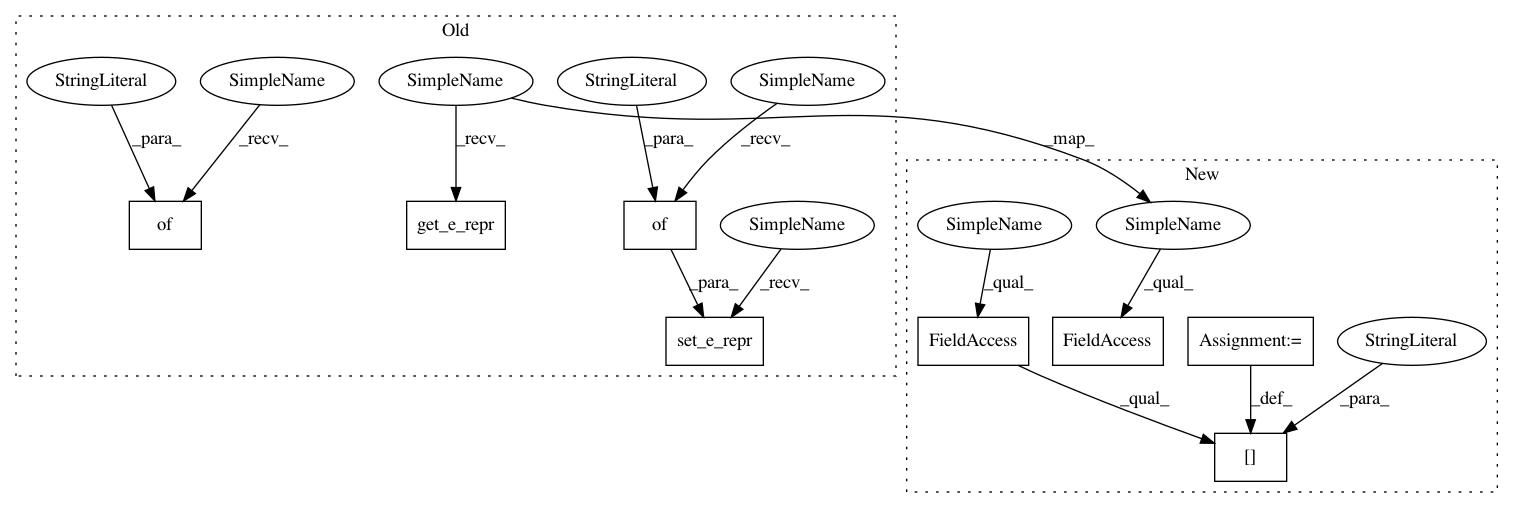 Old
StringLiteral SimpleName SimpleName StringLiteral SimpleName
_para_ _recv_ _recv_ _para_ _recv_ _map_
New
of get_e_repr of SimpleName SimpleName SimpleName
_para_ _recv_ _qual_ _qual_
set_e_repr FieldAccess FieldAccess Assignment:= StringLiteral
_qual_ _def_ _para_
[]